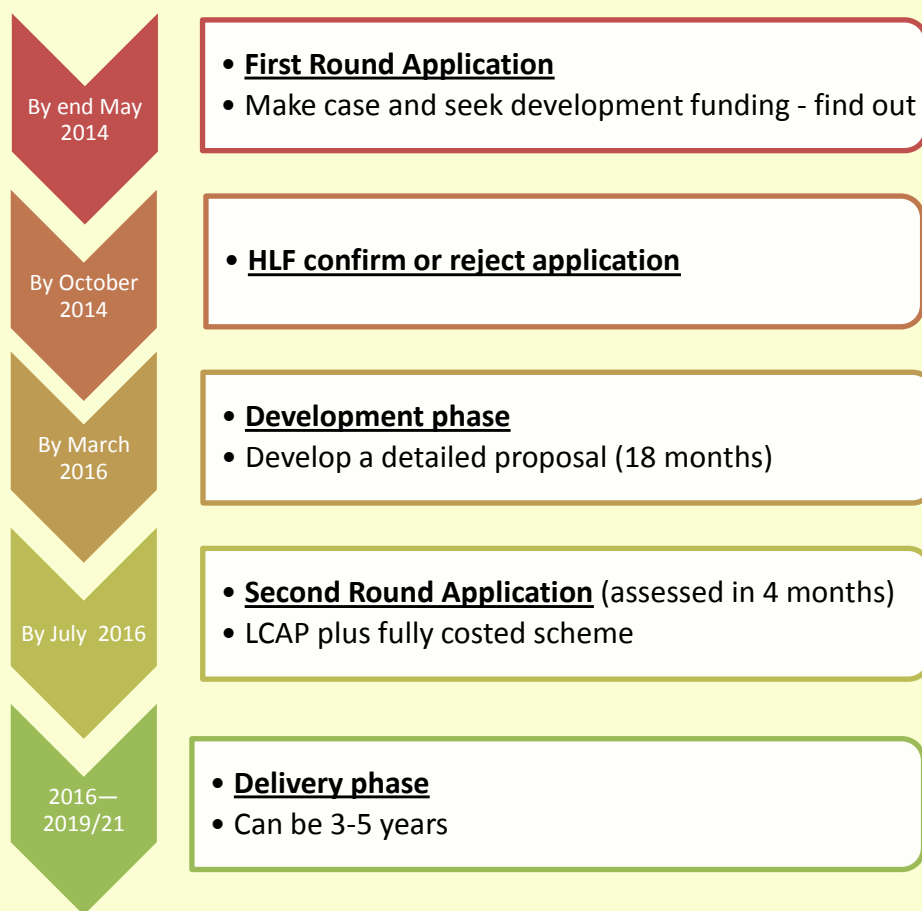 By end May
2014
• First Round Application
• Make case and seek development funding - find out
By October
2014
• HLF confirm or reject application
By March
2016
• Development phase
• Develop a detailed proposal (18 months)
By July 2016
• Second Round Application (assessed in 4 months)
• LCAP plus fully costed scheme
2016—
2019/21
• Delivery phase
• Can be 3-5 years